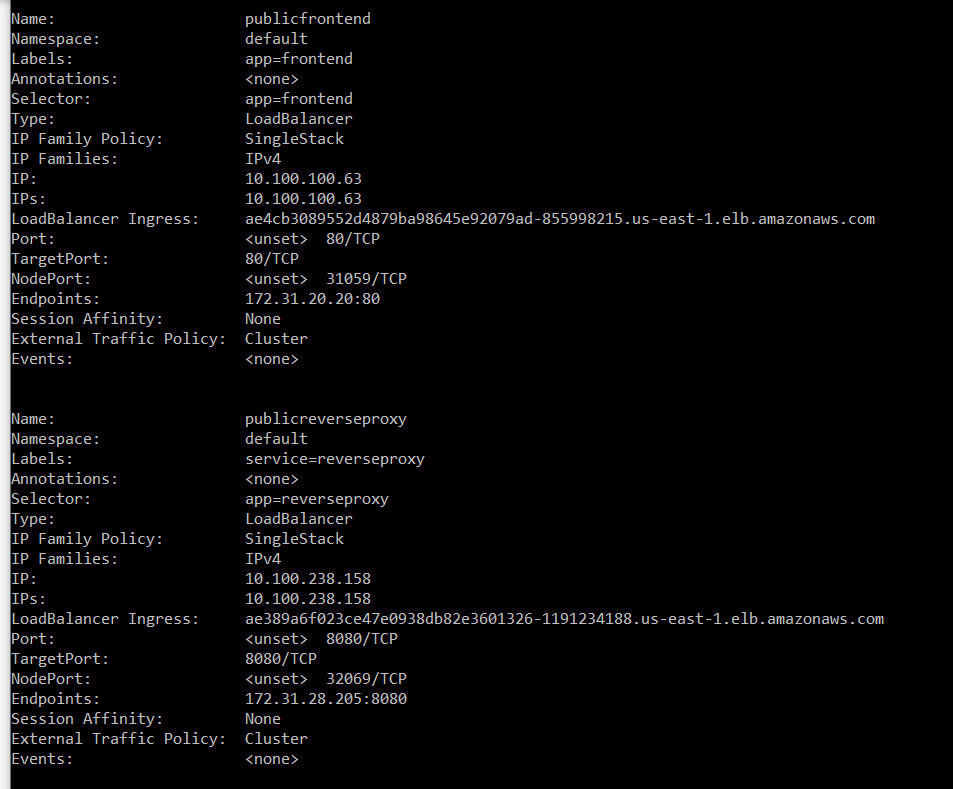 Name: publicfrontend
Namespace: default
Labels: app=frontend
Annotations: <none>
Selector: app=frontend
Type: LoadBalancer
IP Family Policy: SingleStack
IP Families: IPv4
IP: 10.100.100.63
IPs: 10.100.100.63
LoadBalancer Ingress: ae4cb3089552d4879ba98645e92079ad-855998215.us-east-1.elb.amazonaws.com
Port: <unset> 80/TCP
TargetPort: 80/TCP
NodePort: <unset> 31059/TCP
Endpoints: 172.31.20.20:80
Session Affinity: None
External Traffic Policy: Cluster
Events: <none>
Name: publicreverseproxy
Namespace: default
Labels: service=reverseproxy
Annotations: <none>
Selector: app=reverseproxy
Type: LoadBalancer
IP Family Policy: SingleStack
IP Families: IPv4
IP: 10.100.238.158
IPs: 10.100.238.158
LoadBalancer Ingress: ae389a6f023ce47e0938db82e3601326-1191234188.us-east-1.elb.amazonaws.com
Port: <unset> 8080/TCP
TargetPort: 8080/TCP
NodePort: <unset> 32069/TCP
Endpoints: 172.31.28.205:8080
Session Affinity: None
External Traffic Policy: Cluster
Events: <none>